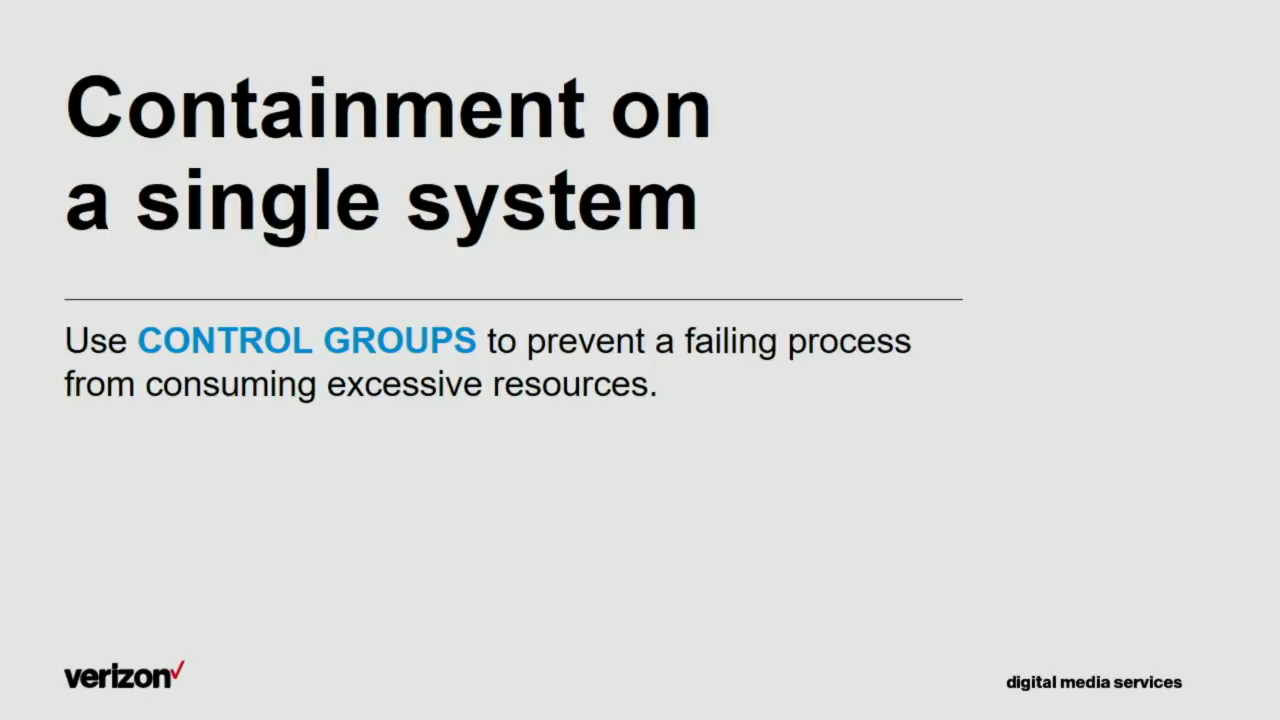 Containment on
a single system
Use CONTROL GROUPS to prevent a failing process
from consuming excessive resources.
verizon✓
digital media services